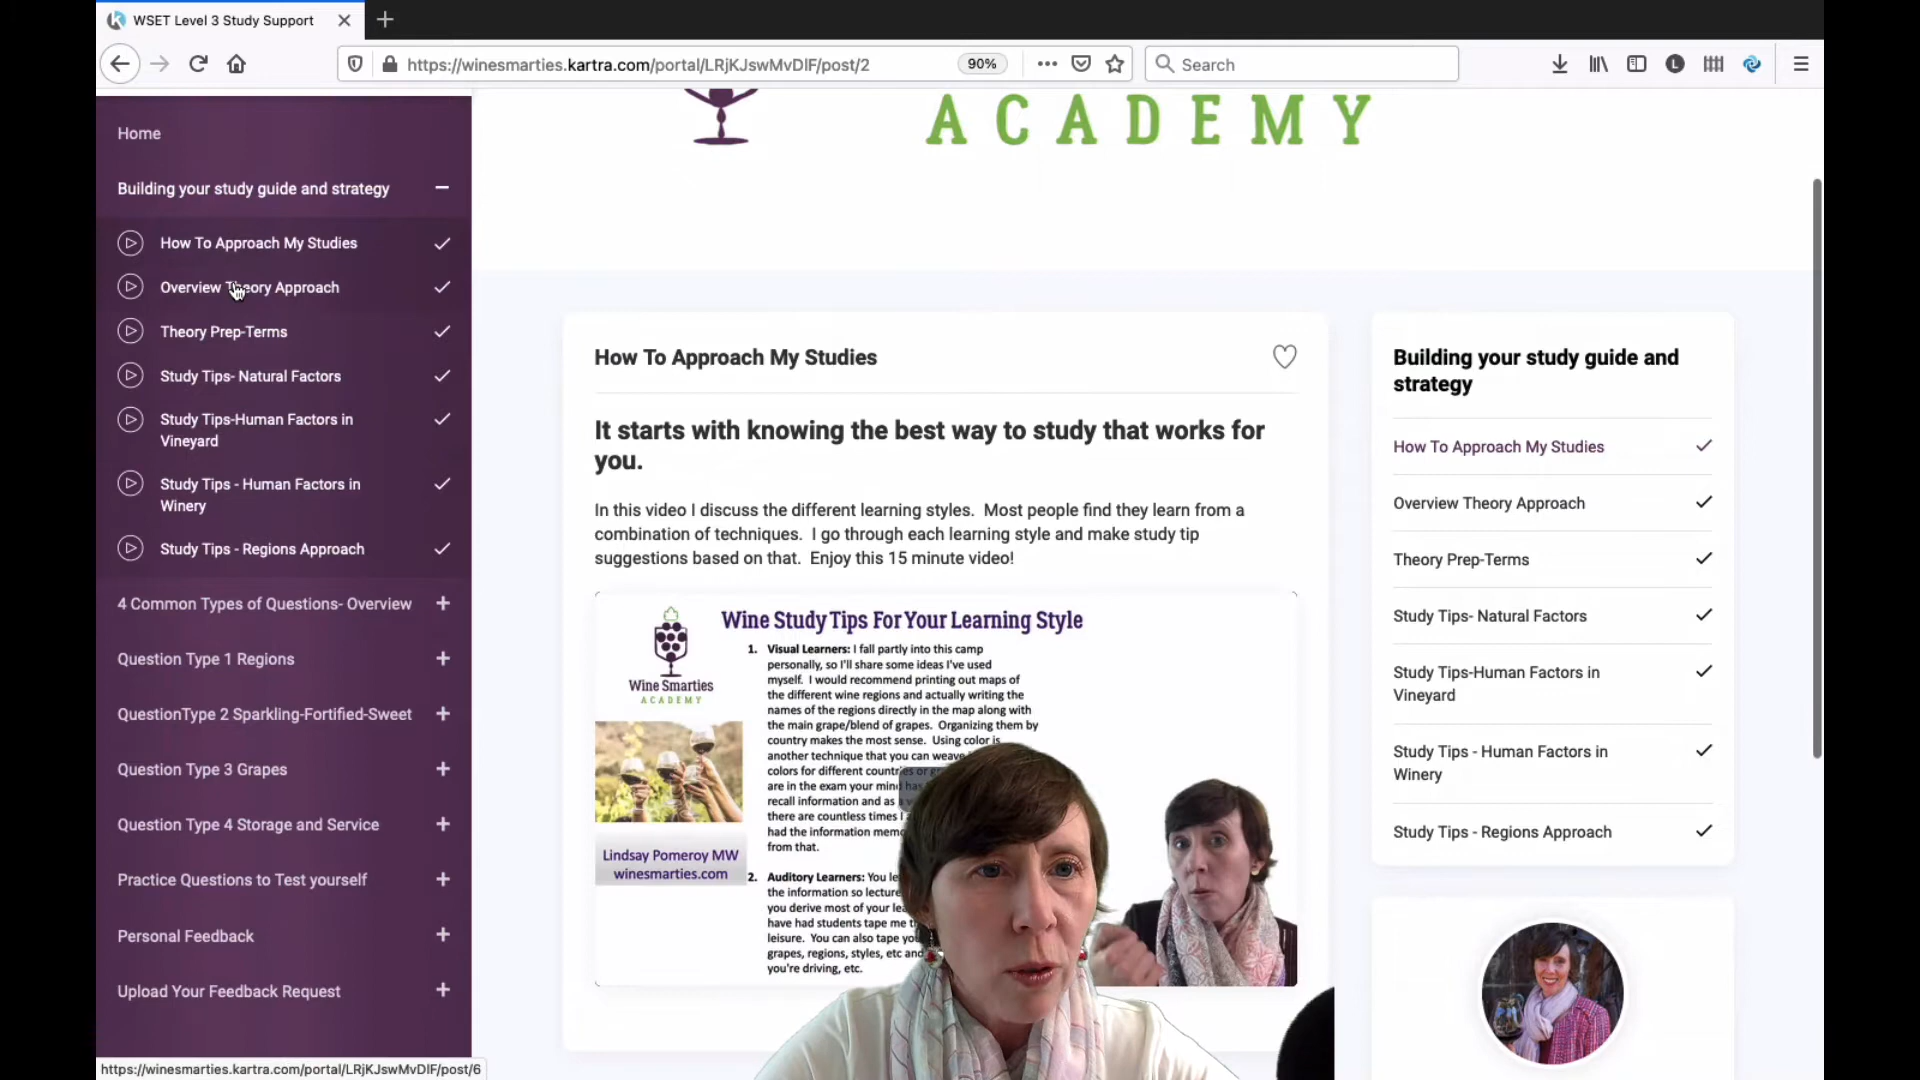 WSET Level 3 Study Support
https://winesmarties.kartra.com/portal/LRjKJswMvDlF/post/2
90%
Search
Home
Building your study guide and strategy
How To Approach My Studies
Overview Theory Approach
Theory Prep-Terms
Study Tips- Natural Factors
Study Tips-Human Factors in
Vineyard
Study Tips - Human Factors in
Winery
Study Tips - Regions Approach
4 Common Types of Questions- Overview
Question Type 1 Regions
QuestionType 2 Sparkling-Fortified-Sweet
Question Type 3 Grapes
Question Type 4 Storage and Service
Practice Questions to Test yourself
Personal Feedback
Upload Your Feedback Request
https://winesmarties.kartra.com/portal/LRjKJswMvDlF/post/6
ACADEMY
How To Approach My Studies
It starts with knowing the best way to study that works for
you.
In this video I discuss the different learning styles. Most people find they learn from a
combination of techniques. I go through each learning style and make study tip
suggestions based on that. Enjoy this 15 minute video!
Wine Smarties
ACADEMY
Lindsay Pomeroy MW
winesmarties.com
Wine Study Tips For Your Learning Style
1. Visual Learners: I fall partly into this camp
personally, so I'll share some ideas I've used
myself. I would recommend printing out maps of
the different wine regions and actually writing the
names of the regions directly in the map along with
the main grape/blend of grapes. Organizing them by
country makes the most sense. Using color is
another technique that you can weave
colors for different countries or
are in the exam your mind has
recall information and as a
there are countless times I
had the information
from that.
2. Auditory Learners: You
the information so lecture
you derive most of your
have had students tape me
leisure. You can also tape
grapes, regions, styles, etc and
you're driving, etc.
Building your study guide and
strategy
How To Approach My Studies
Overview Theory Approach
Theory Prep-Terms
Study Tips- Natural Factors
Study Tips-Human Factors in
Vineyard
Study Tips - Human Factors in
Winery
Study Tips - Regions Approach